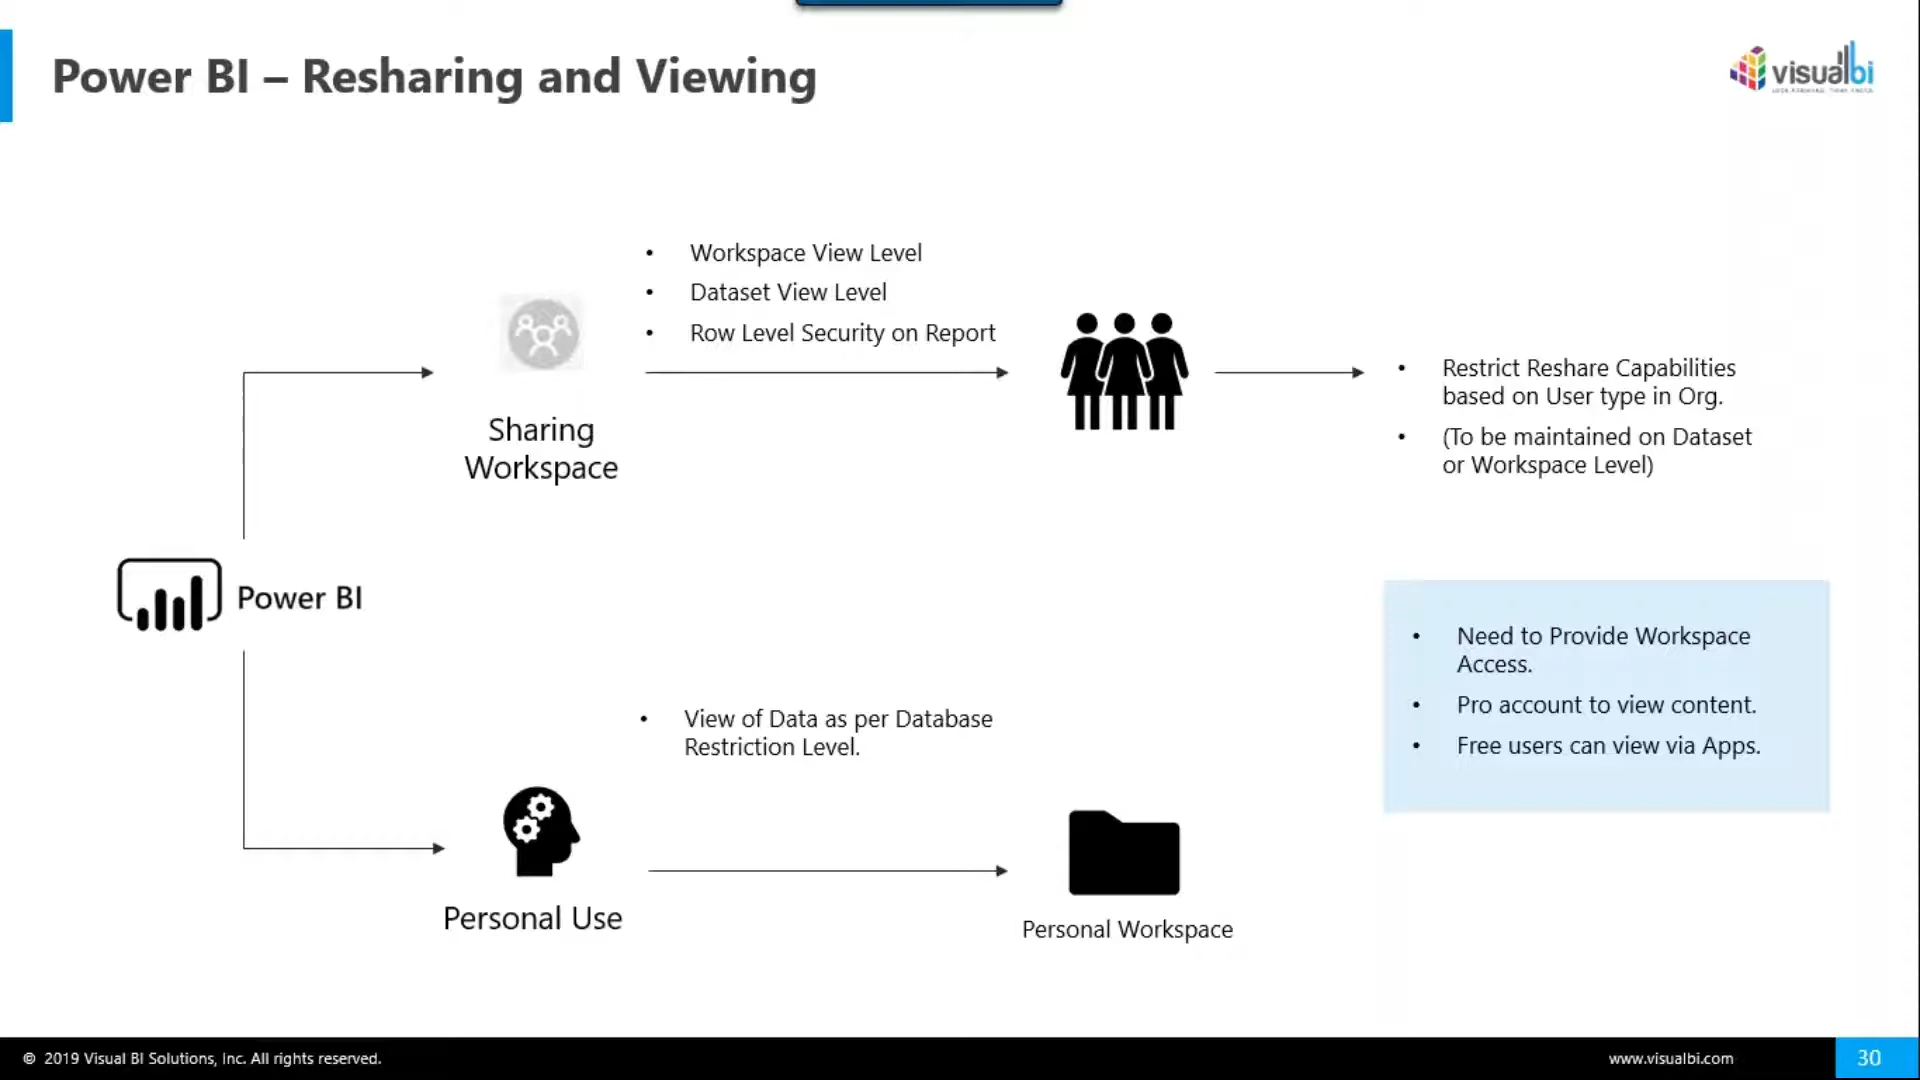 Power BI – Resharing and Viewing
visualbi
• Workspace View Level
• Dataset View Level
• Row Level Security on Report
Sharing
Workspace
• Restrict Reshare Capabilities
based on User type in Org.
• (To be maintained on Dataset
or Workspace Level)
Power BI
• Need to Provide Workspace
Access.
• Pro account to view content.
• Free users can view via Apps.
• View of Data as per Database
Restriction Level.
Personal Use
Personal Workspace
© 2019 Visual BI Solutions, Inc. All rights reserved.
www.visualbi.com
30